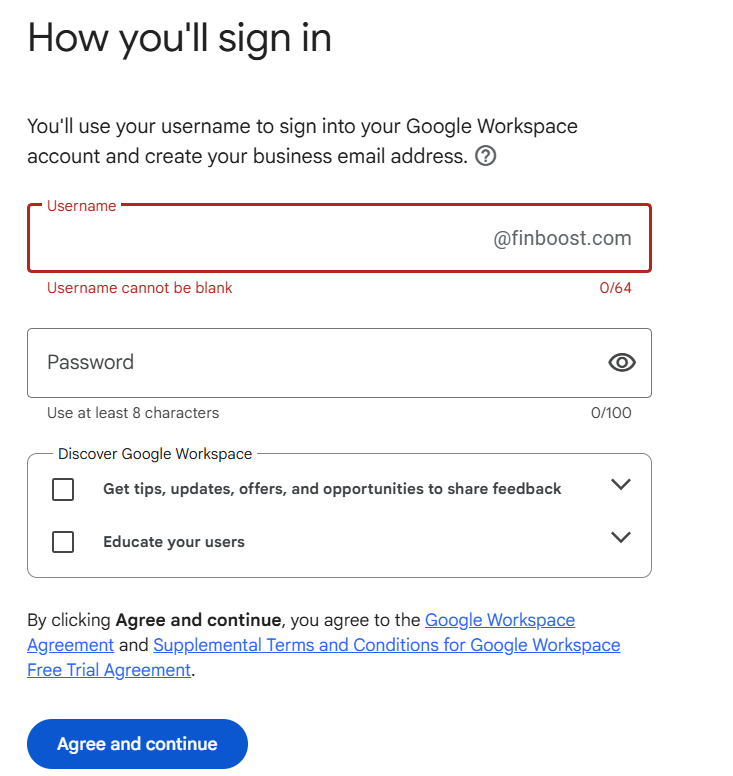 How you'll sign in
You'll use your username to sign into your Google Workspace
account and create your business email address. ?
Username
@finboost.com
Username cannot be blank 0/64
Password
Use at least 8 characters 0/100
Discover Google Workspace
Get tips, updates, offers, and opportunities to share feedback
Educate your users
By clicking Agree and continue, you agree to the Google Workspace
Agreement and Supplemental Terms and Conditions for Google Workspace
Free Trial Agreement.
Agree and continue